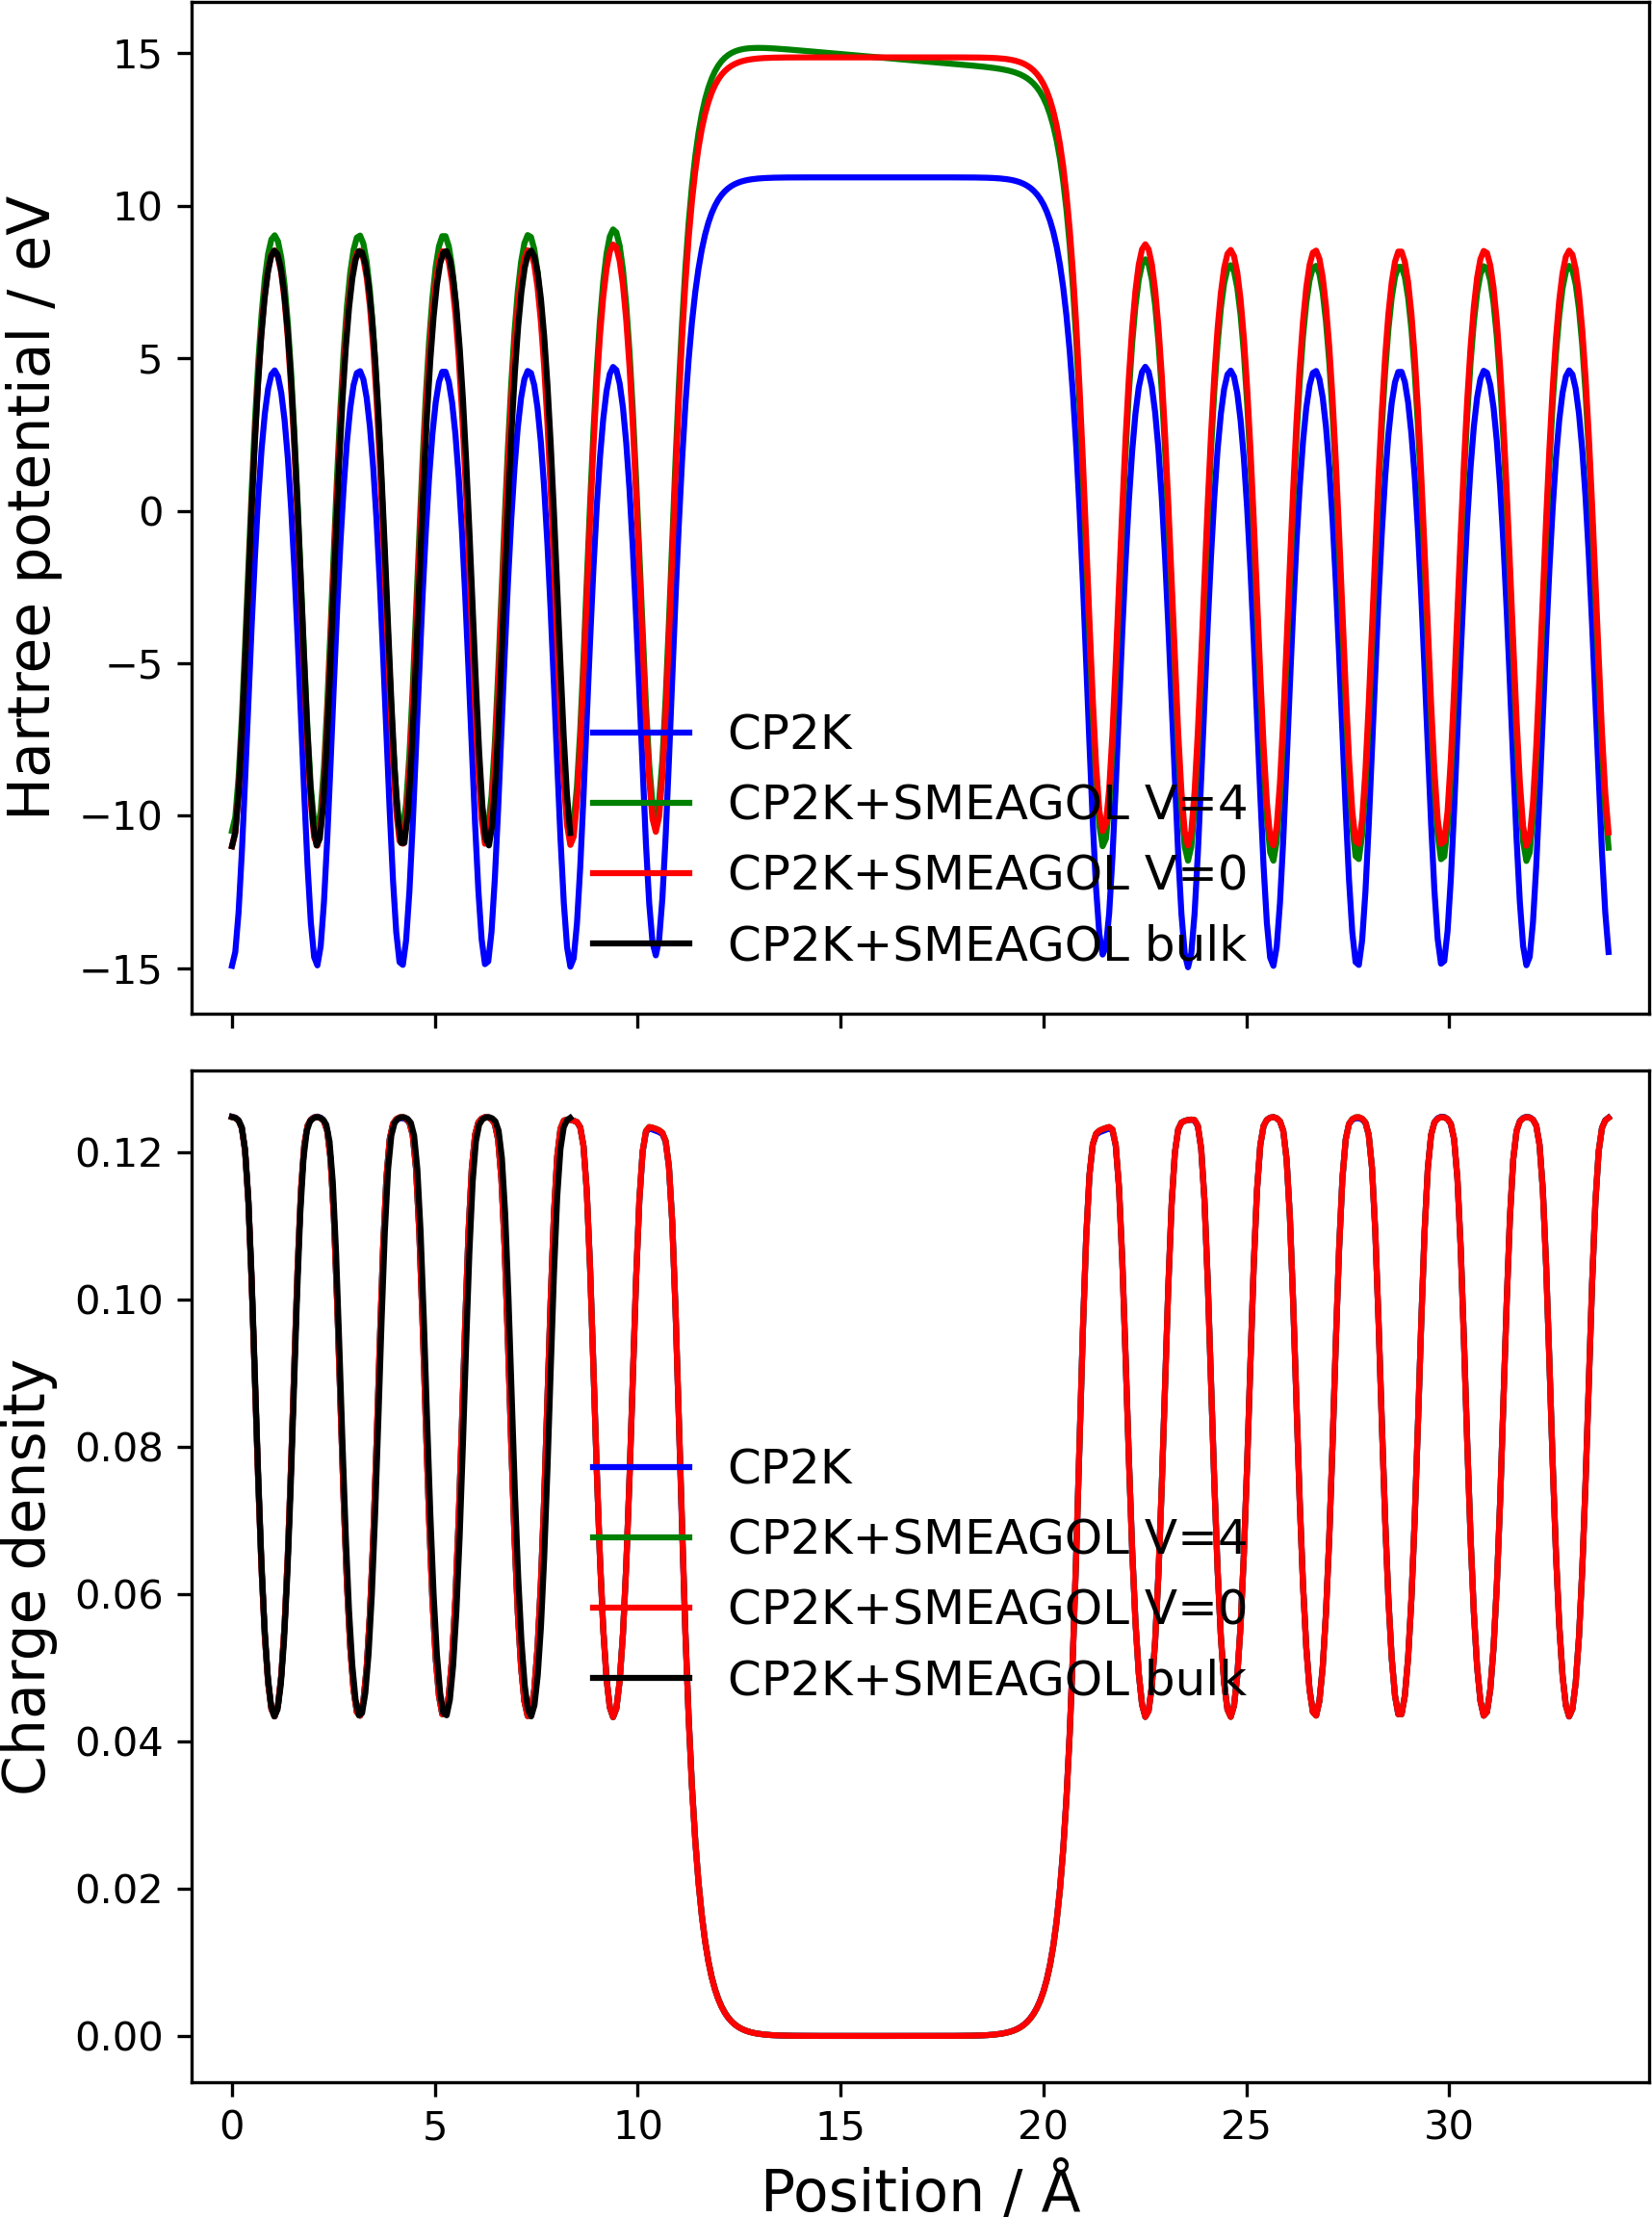 Hartree potential / eV
15
10
5
0
−5
−10
−15
CP2K
CP2K+SMEAGOL V=4
CP2K+SMEAGOL V=0
CP2K+SMEAGOL bulk
Charge density
0.12
0.10
0.08
0.06
0.04
0.02
0.00
CP2K
CP2K+SMEAGOL V=4
CP2K+SMEAGOL V=0
CP2K+SMEAGOL bulk
0 5 10 15 20 25 30
Position / Å